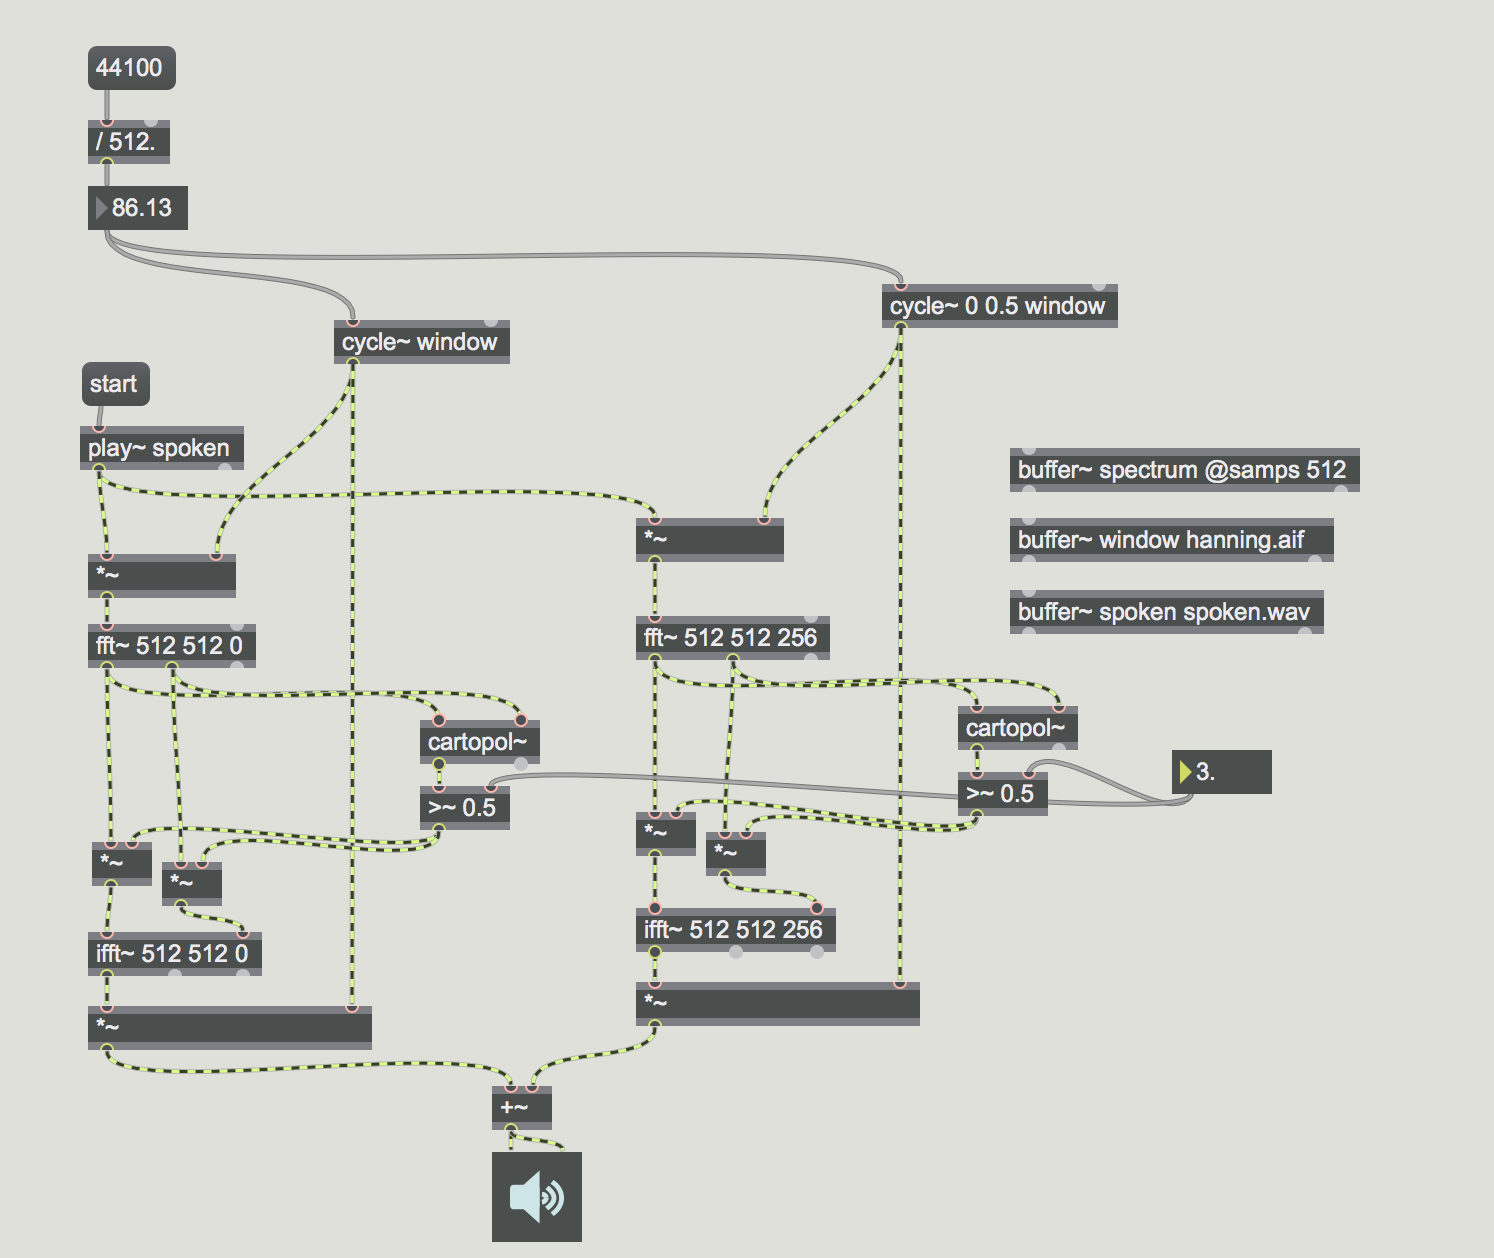 44100
/ 512.
86.13
cycle~ 0 0.5 window
cycle~ window
start
play~ spoken
buffer~ spectrum @samps 512
*~
buffer~ window hanning.aif
*~
buffer~ spoken spoken.wav
fft~ 512 512 0
fft~ 512 512 256
cartopol~
cartopol~
3.
>~ 0.5
>~ 0.5
*~
*~
*~
*~
ifft~ 512 512 0
ifft~ 512 512 256
*~
*~
+~